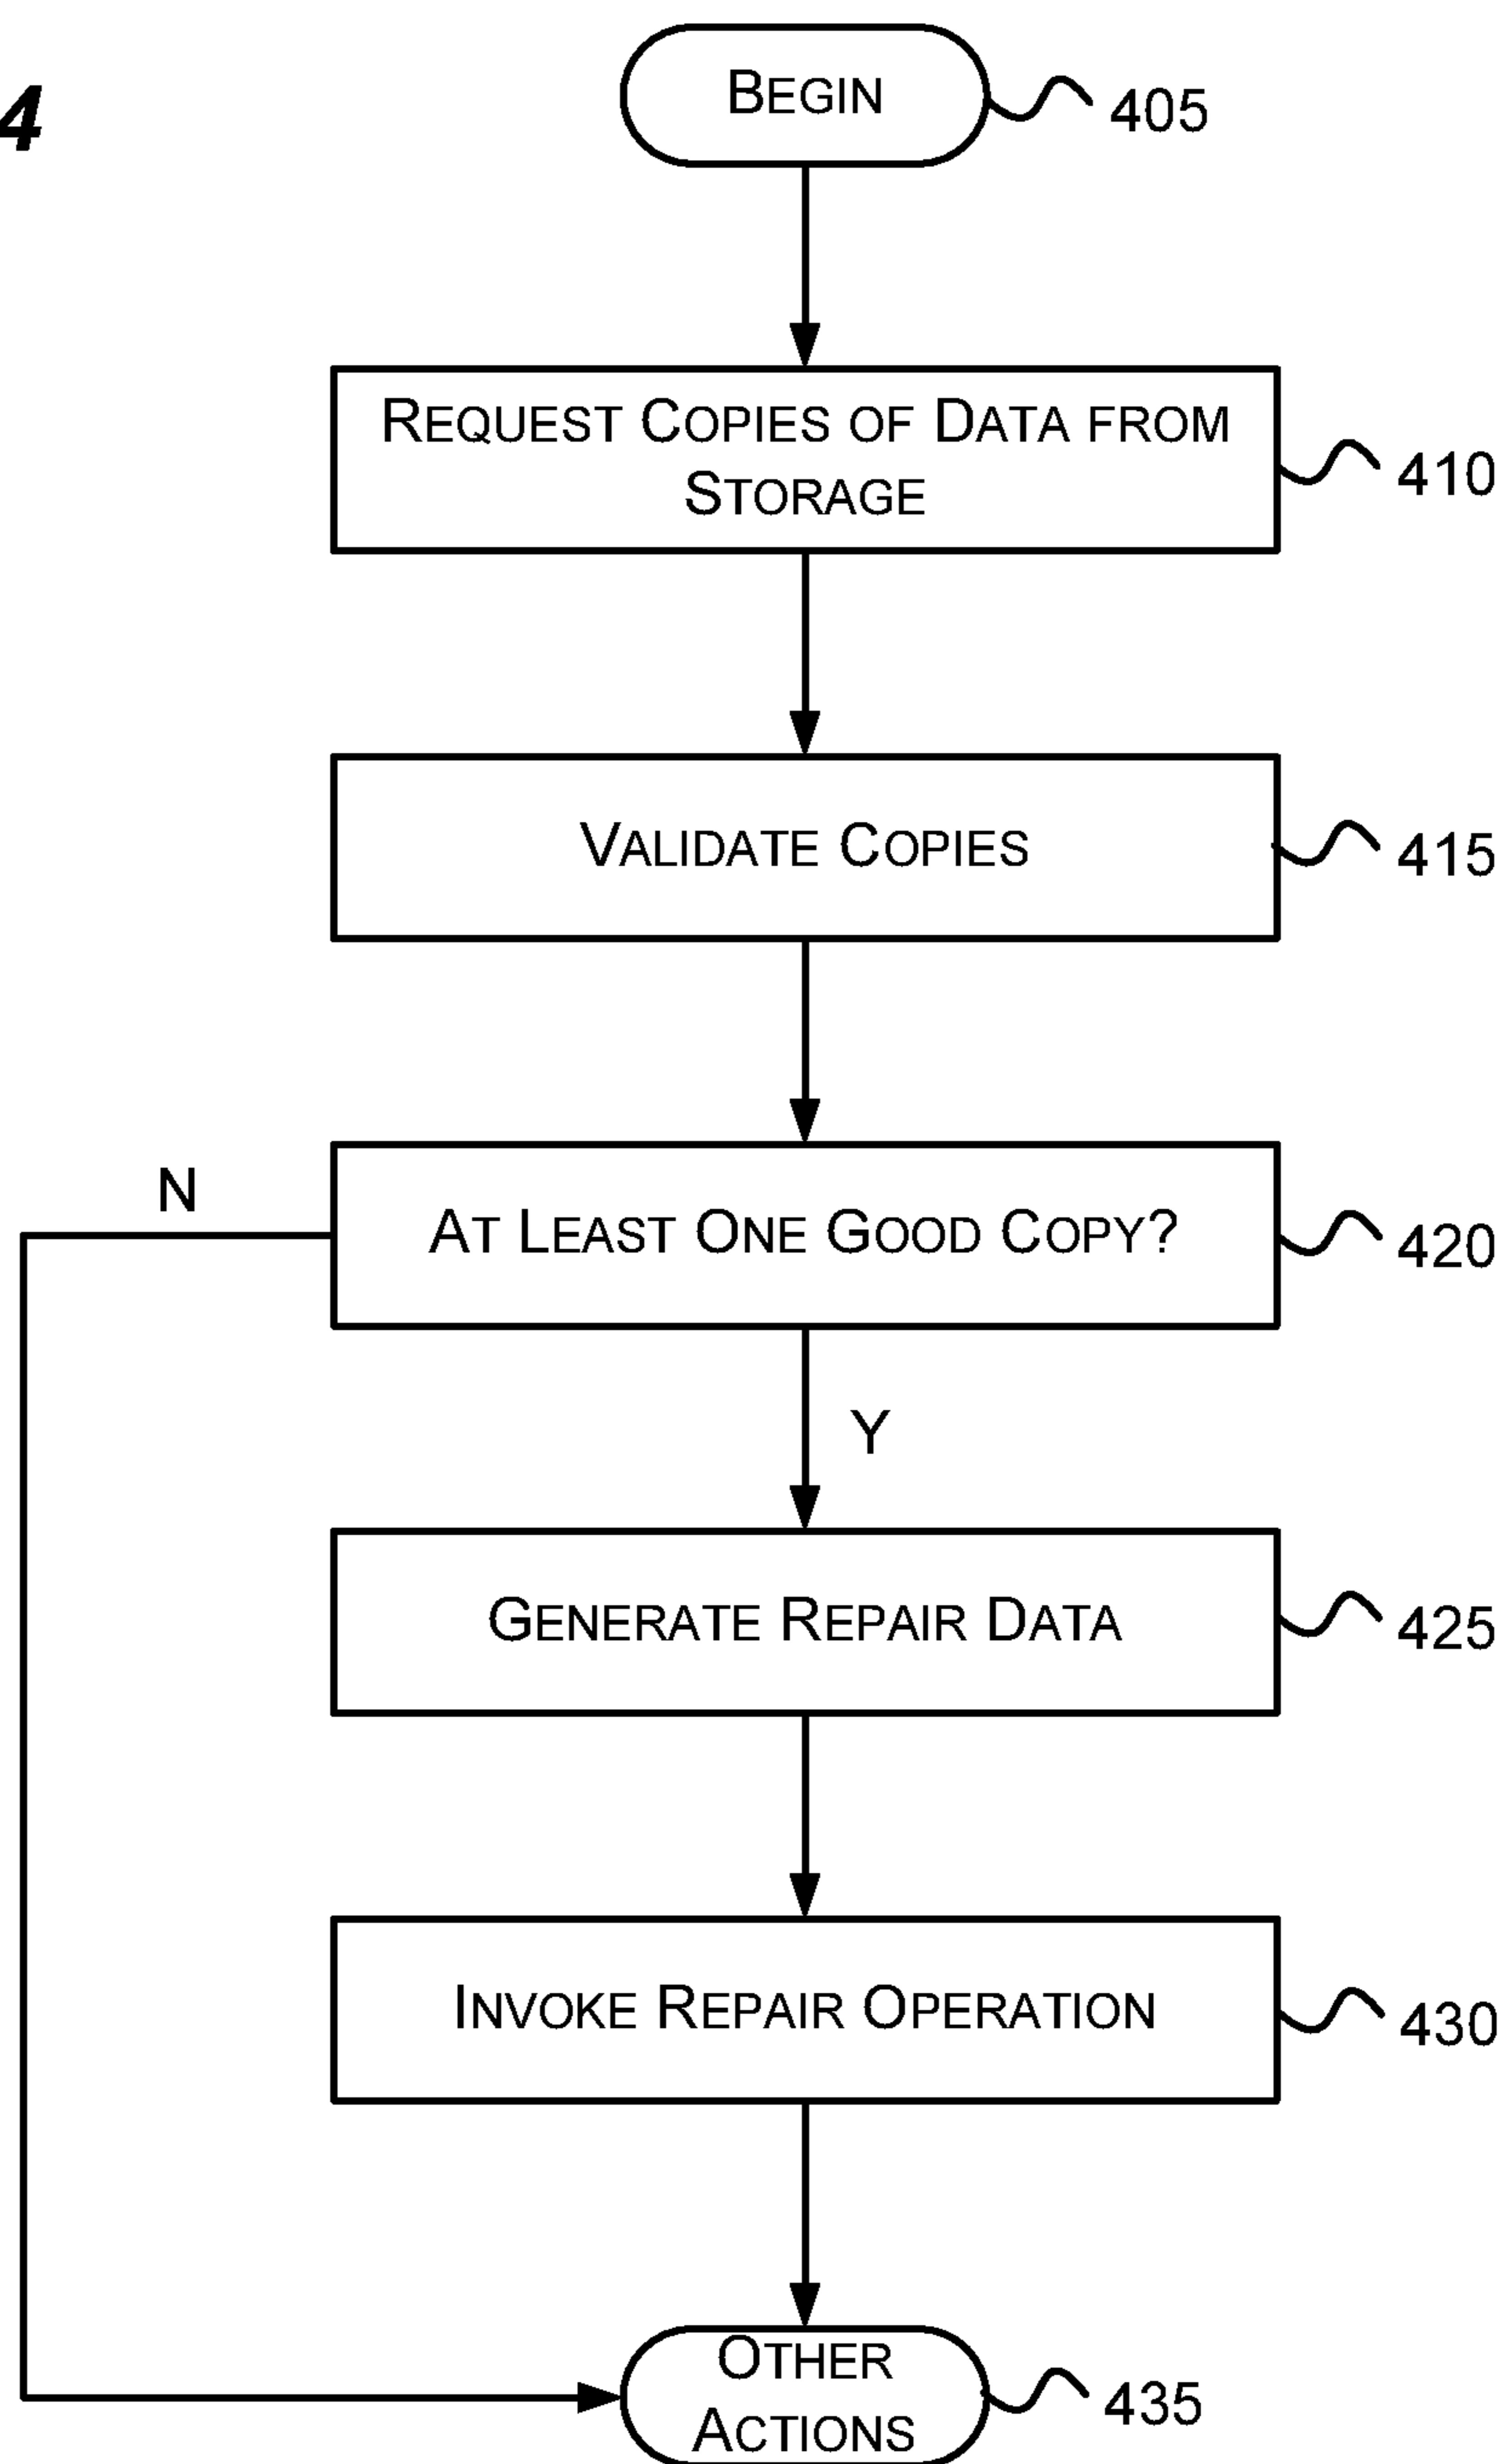 4
BEGIN
405
REQUEST COPIES OF DATA FROM
STORAGE
410
VALIDATE COPIES
415
N
AT LEAST ONE GOOD COPY?
420
Y
GENERATE REPAIR DATA
425
INVOKE REPAIR OPERATION
430
OTHER
ACTIONS
435